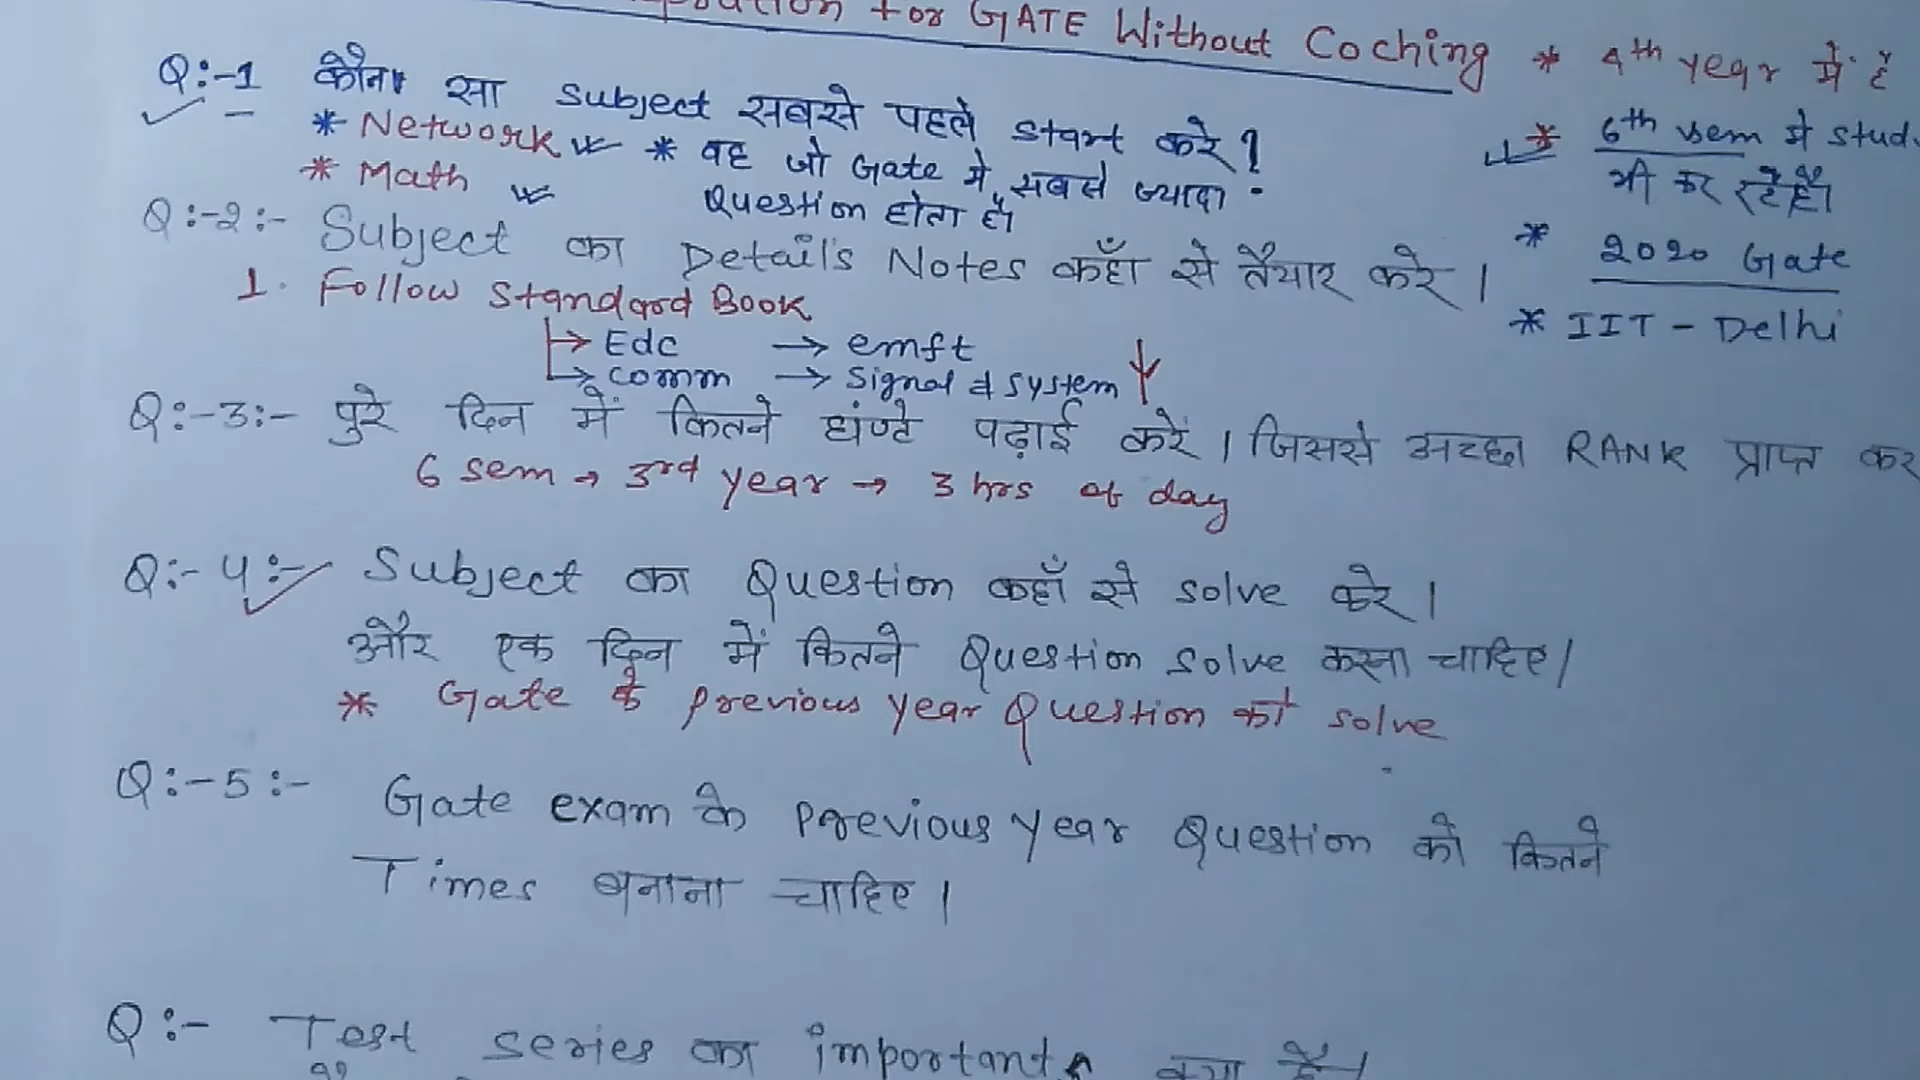 for GATE Without Coching
* 4th year में है
Q:-1 कौन सा subject सबसे पहले start करे ?
* Network * वह जो Gate मे सबसे ज्यादा
* Math Question होता है।
* 6th sem मे stud.
भी कर रहे है।
* 2020 Gate
* IIT - Delhi
Q:-2:- Subject का Detail's Notes कहाँ से तैयार करे ।
1. Follow Standard Book
→ Edc → emft
→ comm → signal & system ↓
Q:-3:- पुरे दिन में कितने घंण्टे पढ़ाई करें । जिससे अच्छा RANK प्राप्त कर
6 sem → 3rd year → 3 hrs of day
Q:-4:- Subject का Question कहाँ से solve करे ।
और एक दिन में कितने Question solve करना चाहिए।
* Gate के previous year Question को solve
Q:-5:- Gate exam के previous year Question को कितने
Times बनाना चाहिए ।
Q:- Test series का important क्या है।